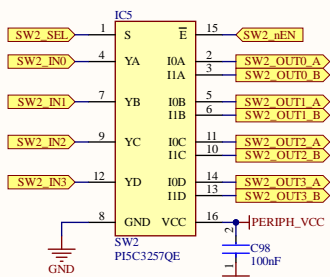 IC5
SW2_SEL 1 S E 15 SW2_nEN
SW2_IN0 4 YA I0A 2 SW2_OUT0_A
I1A 3 SW2_OUT0_B
SW2_IN1 7 YB I0B 5 SW2_OUT1_A
I1B 6 SW2_OUT1_B
SW2_IN2 9 YC I0C 11 SW2_OUT2_A
I1C 10 SW2_OUT2_B
SW2_IN3 12 YD I0D 14 SW2_OUT3_A
I1D 13 SW2_OUT3_B
8 GND VCC 16 PERIPH_VCC
SW2
PI5C3257QE
GND
2
C98
100nF
1